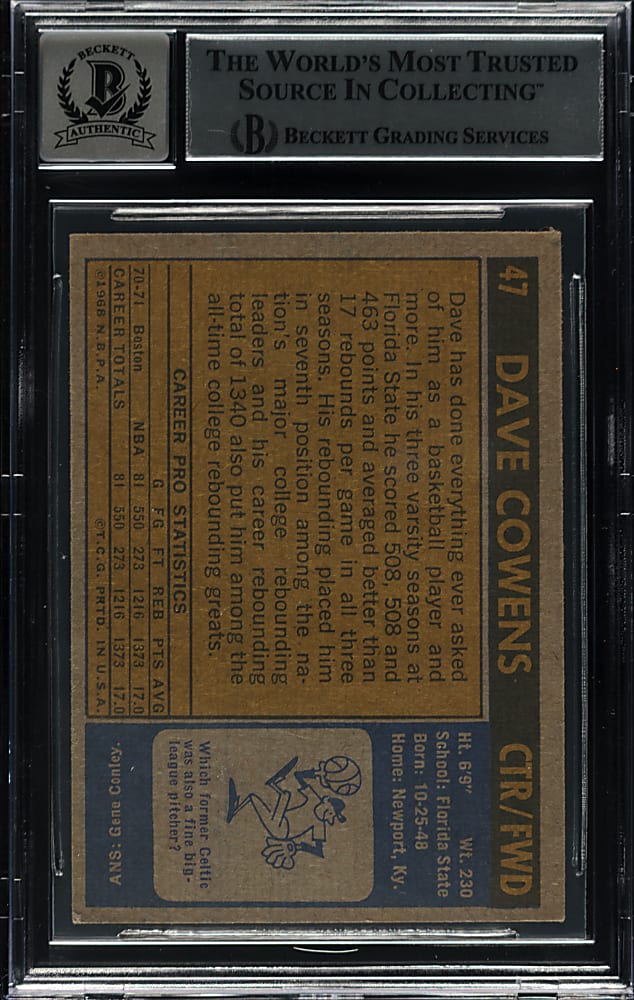 BECKETT
B
AUTHENTIC
THE WORLD'S MOST TRUSTED
SOURCE IN COLLECTING™
B BECKETT GRADING SERVICES
47 DAVE COWENS CTR/FWD
Dave has done everything ever asked
of him as a basketball player and
more. In his three varsity seasons at
Florida State he scored 508, 508 and
463 points and averaged better than
17 rebounds per game in all three
seasons. His rebounding placed him
in seventh position among the na-
tion's major college rebounding
leaders and his career rebounding
total of 1340 also put him among the
all-time college rebounding greats.
CAREER PRO STATISTICS
G FG FT REB PTS AVG
70-71 Boston NBA 81 550 273 1216 1373 17.0
CAREER TOTALS 81 550 273 1216 1373 17.0
©1968 N.B.P.A. ©T.C.G. PRTD. IN U.S.A.
Ht. 6'9" Wt. 230
School: Florida State
Born: 10-25-48
Home: Newport, Ky.
Which former Celtic
was also a fine big-
league pitcher?
ANS: Gene Conley.